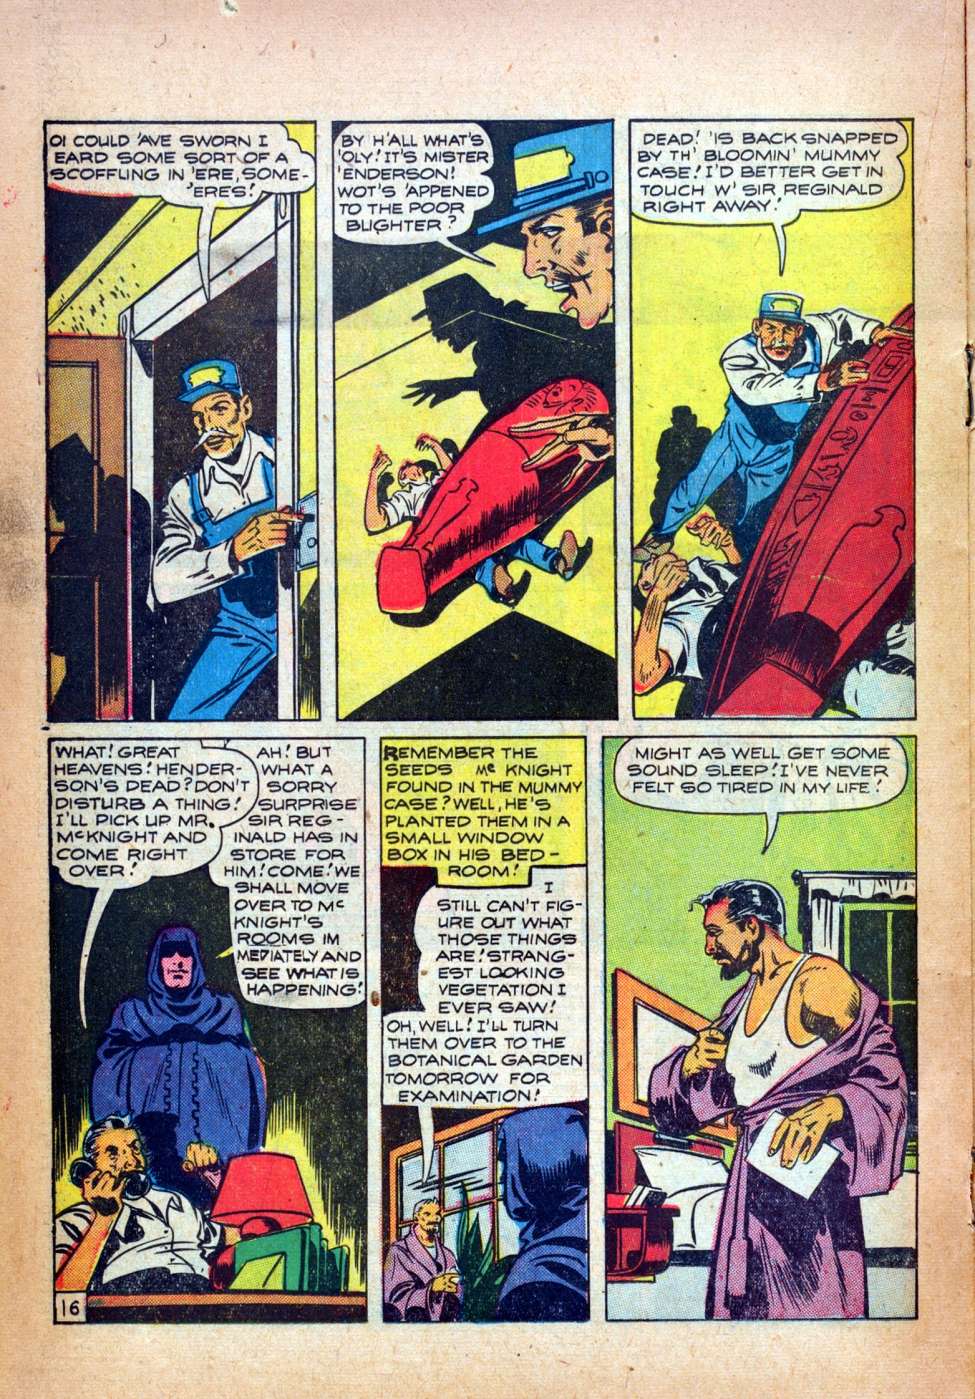 OI COULD 'AVE SWORN I
EARD SOME SORT OF A
SCOFFLING IN 'ERE, SOME-
'ERES!
BY H'ALL WHAT'S
'OLY! IT'S MISTER
'ENDERSON!
WOT'S 'APPENED
TO THE POOR
BLIGHTER?
DEAD! 'IS BACK SNAPPED
BY TH' BLOOMIN' MUMMY
CASE! I'D BETTER GET IN
TOUCH W' SIR REGINALD
RIGHT AWAY!
WHAT! GREAT
HEAVENS! HENDER-
SON'S DEAD? DON'T
DISTURB A THING!
I'LL PICK UP MR.
McKNIGHT AND
COME RIGHT
OVER!
AH! BUT
WHAT A
SORRY
SURPRISE
SIR REG-
INALD HAS IN
STORE FOR
HIM! COME! WE
SHALL MOVE
OVER TO Mc
KNIGHT'S
ROOMS IM
MEDIATELY AND
SEE WHAT IS
HAPPENING!
REMEMBER THE
SEEDS Mc KNIGHT
FOUND IN THE MUMMY
CASE? WELL, HE'S
PLANTED THEM IN A
SMALL WINDOW
BOX IN HIS BED-
ROOM!
I
STILL CAN'T FIG-
URE OUT WHAT
THOSE THINGS
ARE! STRANG-
EST LOOKING
VEGETATION I
EVER SAW!
OH, WELL! I'LL TURN
THEM OVER TO THE
BOTANICAL GARDEN
TOMORROW FOR
EXAMINATION!
MIGHT AS WELL GET SOME
SOUND SLEEP! I'VE NEVER
FELT SO TIRED IN MY LIFE!
16